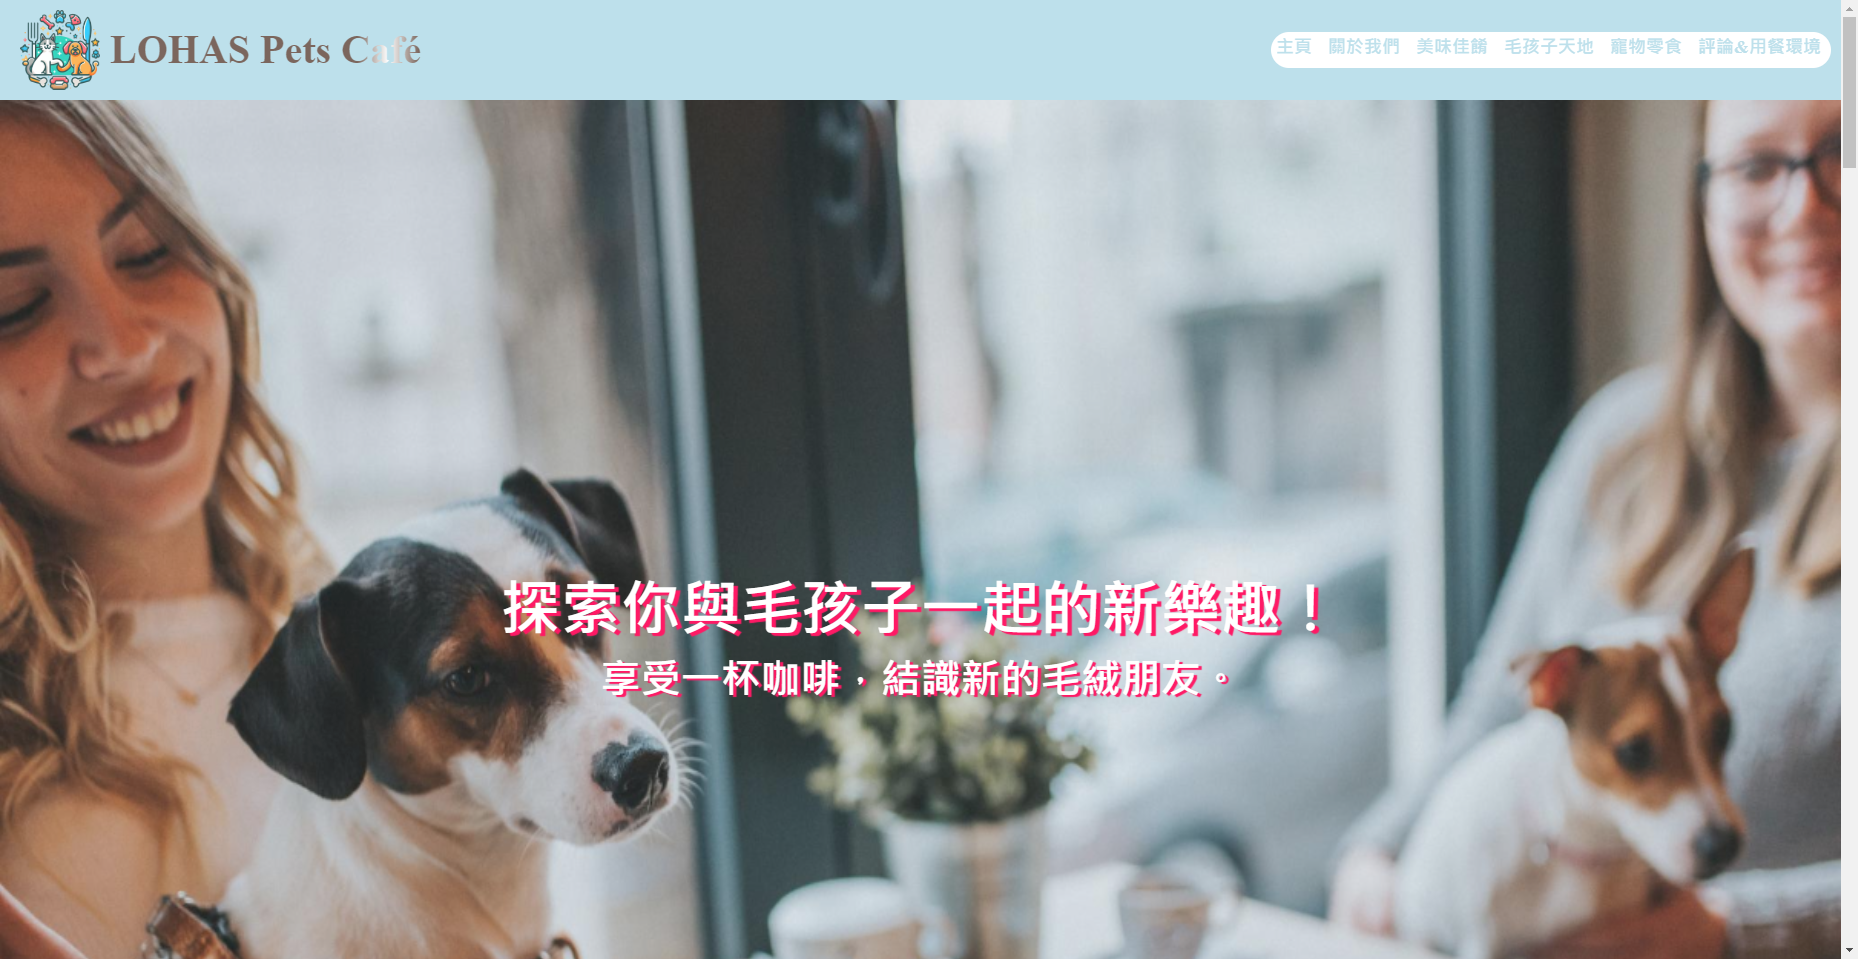 LOHAS Pets Café
主頁 關於我們 美味佳餚 毛孩子天地 寵物零食 評論&用餐環境
探索你與毛孩子一起的新樂趣！
享受一杯咖啡，結識新的毛絨朋友。